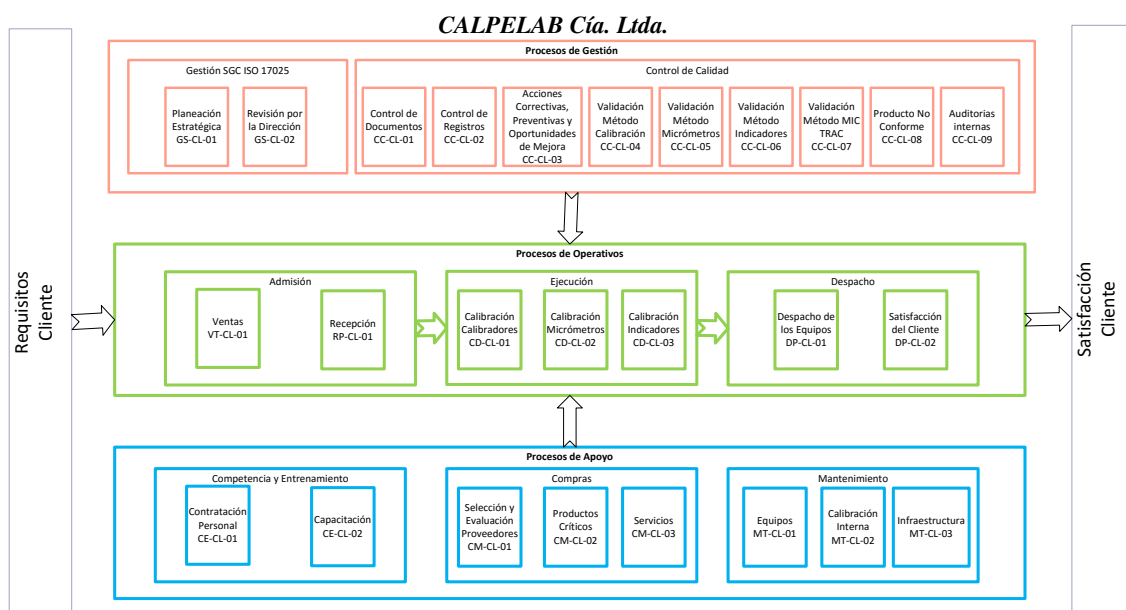 CALPELAB Cía. Ltda.
Requisitos
Cliente
Procesos de Gestión
Gestión SGC ISO 17025
Planeación
Estratégica
GS-CL-01
Revisión por
la Dirección
GS-CL-02
Control de Calidad
Control de
Documentos
CC-CL-01
Control de
Registros
CC-CL-02
Acciones
Correctivas,
Preventivas y
Oportunidades
de Mejora
CC-CL-03
Validación
Método
Calibración
CC-CL-04
Validación
Método
Micrómetros
CC-CL-05
Validación
Método
Indicadores
CC-CL-06
Validación
Método MIC
TRAC
CC-CL-07
Producto No
Conforme
CC-CL-08
Auditorias
internas
CC-CL-09
Procesos de Operativos
Admisión
Ventas
VT-CL-01
Recepción
RP-CL-01
Ejecución
Calibración
Calibradores
CD-CL-01
Calibración
Micrómetros
CD-CL-02
Calibración
Indicadores
CD-CL-03
Despacho
Despacho de
los Equipos
DP-CL-01
Satisfacción
del Cliente
DP-CL-02
Procesos de Apoyo
Competencia y Entrenamiento
Contratación
Personal
CE-CL-01
Capacitación
CE-CL-02
Compras
Selección y
Evaluación
Proveedores
CM-CL-01
Productos
Críticos
CM-CL-02
Servicios
CM-CL-03
Mantenimiento
Equipos
MT-CL-01
Calibración
Interna
MT-CL-02
Infraestructura
MT-CL-03
Satisfacción
Cliente